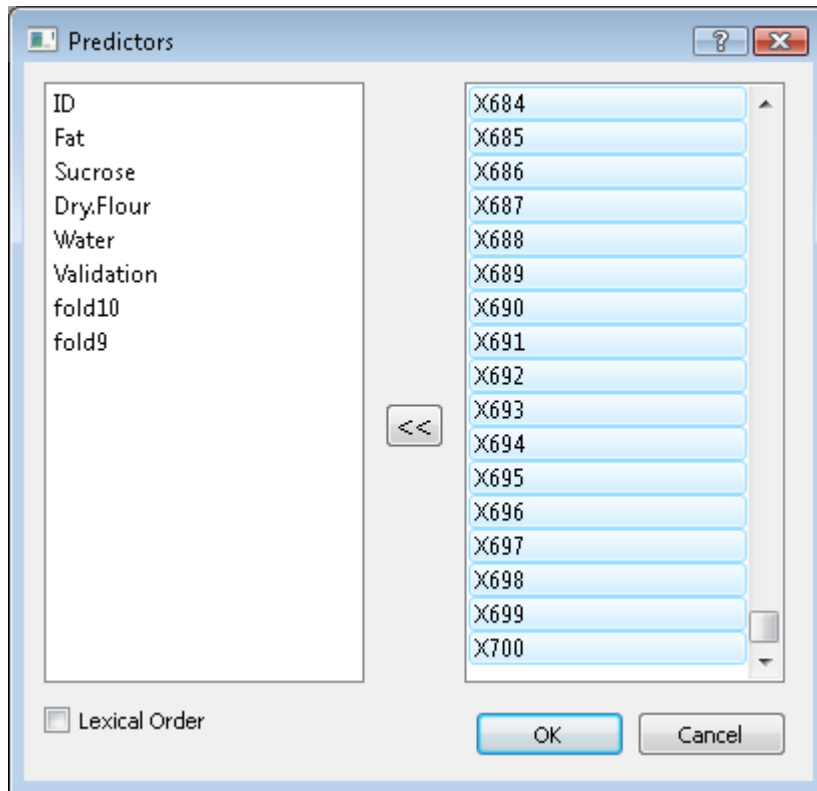 Predictors
ID
Fat
Sucrose
Dry.Flour
Water
Validation
fold10
fold9
<<
X684
X685
X686
X687
X688
X689
X690
X691
X692
X693
X694
X695
X696
X697
X698
X699
X700
Lexical Order
OK
Cancel